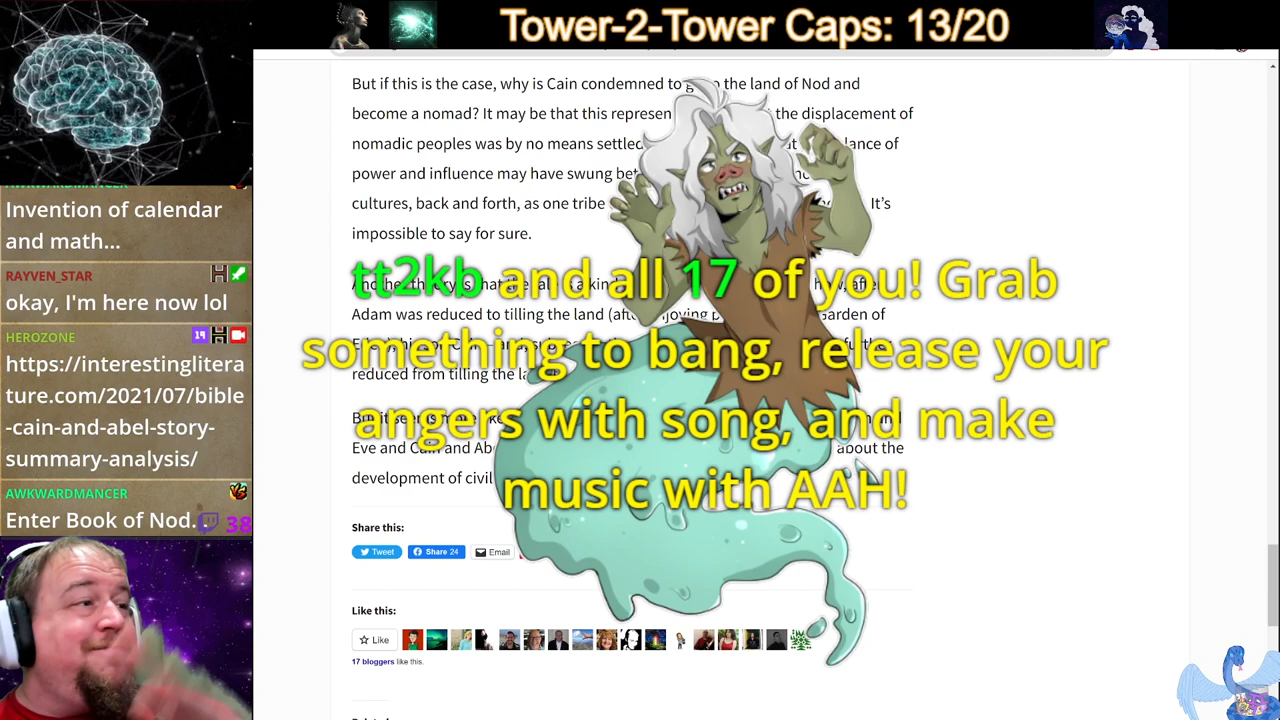 Tower-2-Tower Caps: 13/20
AWKWARDMANCER
Invention of calendar
and math...
RAYVEN_STAR
okay, I'm here now lol
HEROZONE
19
https://interestinglitera
ture.com/2021/07/bible
-cain-and-abel-story-
summary-analysis/
AWKWARDMANCER
Enter Book of Nod..
38
But if this is the case, why is Cain condemned to the land of Nod and
become a nomad? It may be that this represen the displacement of
nomadic peoples was by no means settled lance of
power and influence may have swung bet
cultures, back and forth, as one tribe It's
impossible to say for sure.
Adam was reduced to tilling the land Garden of
reduced from tilling the
Eve and Cain and about the
development of civil
tt2kb and all 17 of you! Grab
something to bang, release your
angers with song, and make
music with AAH!
Share this:
Tweet Share 24 Email
Like this:
Like
17 bloggers like this.